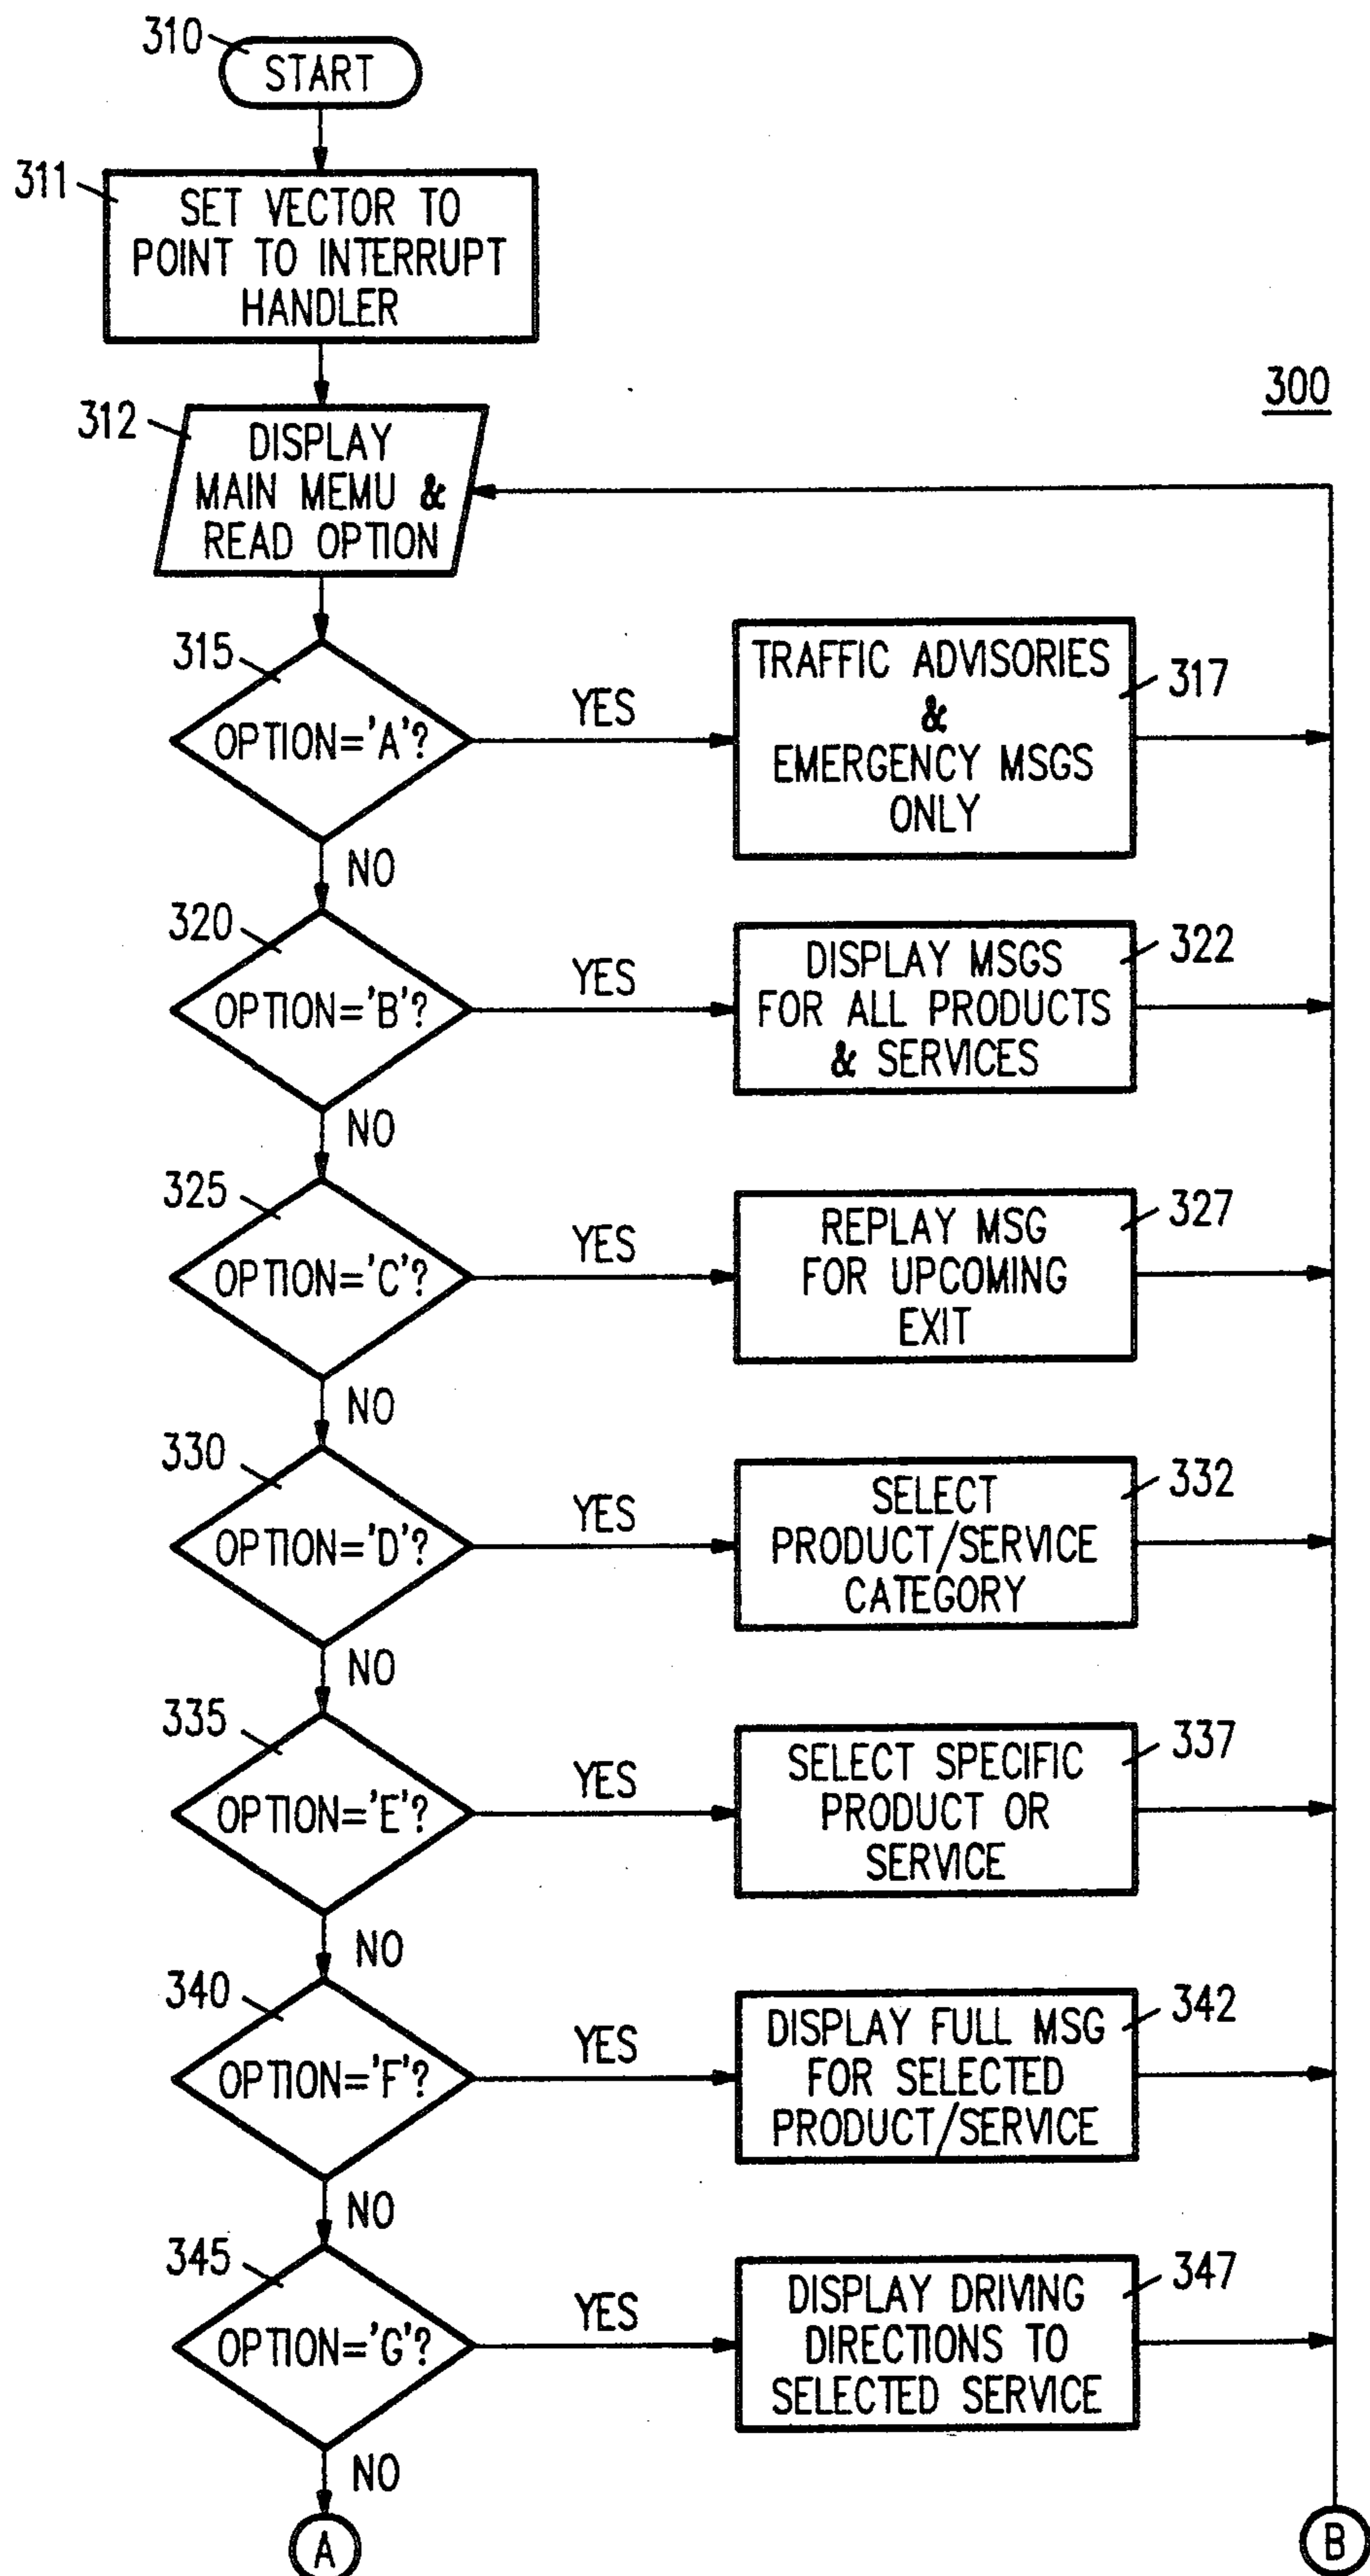 310
START
311
SET VECTOR TO
POINT TO INTERRUPT
HANDLER
300
312
DISPLAY
MAIN MEMU &
READ OPTION
315
OPTION='A'?
YES
TRAFFIC ADVISORIES
&
EMERGENCY MSGS
ONLY
317
NO
320
OPTION='B'?
YES
DISPLAY MSGS
FOR ALL PRODUCTS
& SERVICES
322
NO
325
OPTION='C'?
YES
REPLAY MSG
FOR UPCOMING
EXIT
327
NO
330
OPTION='D'?
YES
SELECT
PRODUCT/SERVICE
CATEGORY
332
NO
335
OPTION='E'?
YES
SELECT SPECIFIC
PRODUCT OR
SERVICE
337
NO
340
OPTION='F'?
YES
DISPLAY FULL MSG
FOR SELECTED
PRODUCT/SERVICE
342
NO
345
OPTION='G'?
YES
DISPLAY DRIVING
DIRECTIONS TO
SELECTED SERVICE
347
NO
A
B